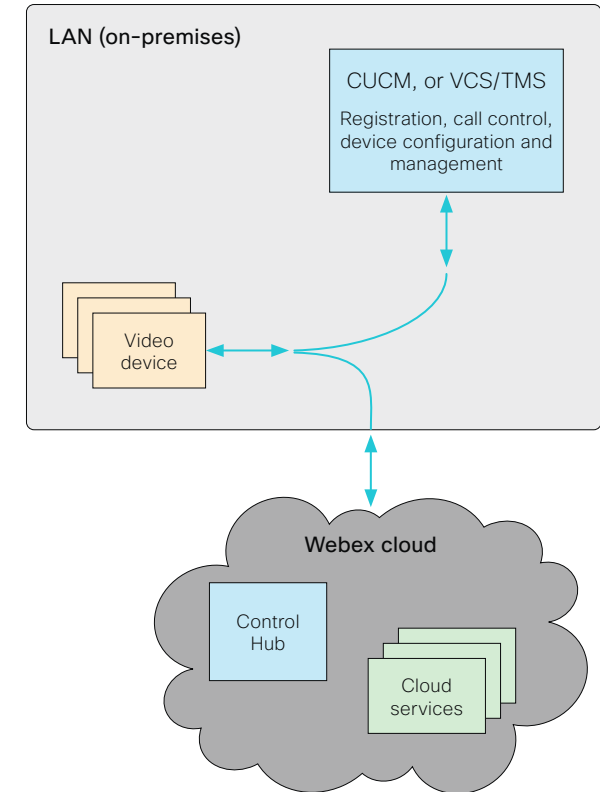 LAN (on-premises)
CUCM, or VCS/TMS
Registration, call control,
device configuration and
management
Video
device
Webex cloud
Control
Hub
Cloud
services